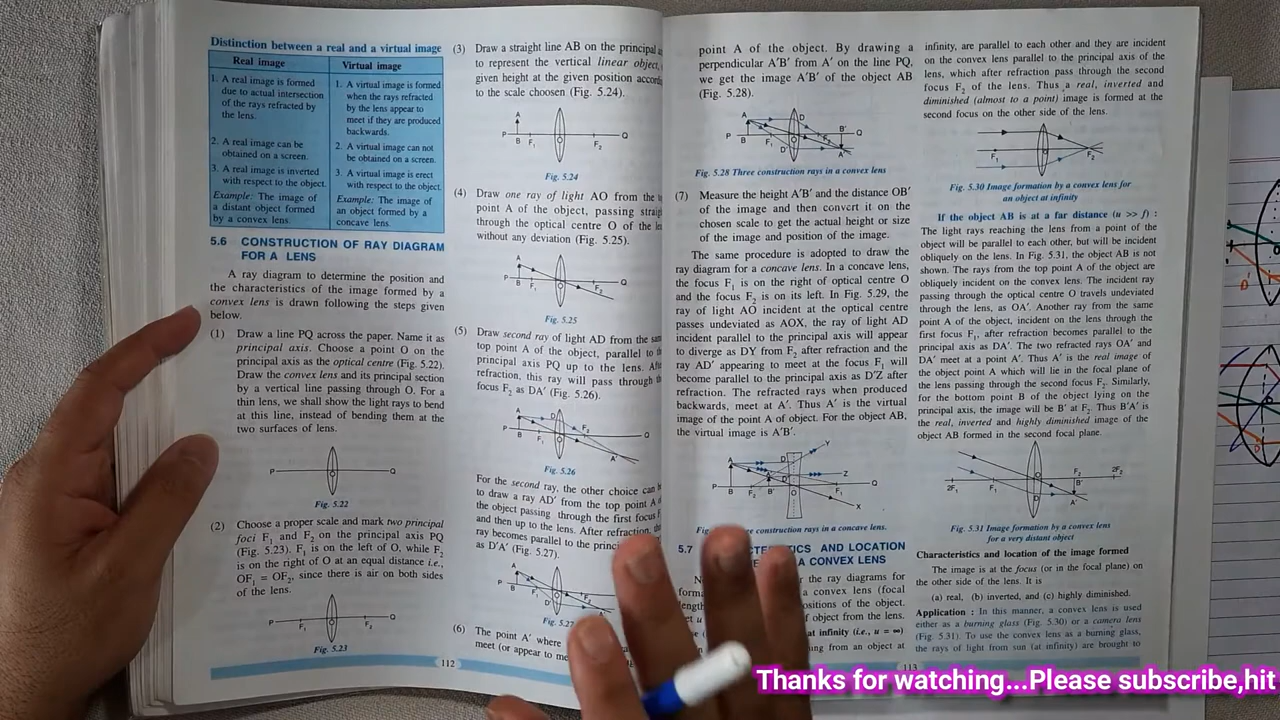 Distinction between a real and a virtual image
Real image
1. A real image is formed
due to actual intersection
of the rays refracted by
the lens.
2. A real image can be
obtained on a screen.
3. A real image is inverted
with respect to the object.
Example: The image of
a distant object formed
by a convex lens.
Virtual image
1. A virtual image is formed
when the rays refracted
by the lens appear to
meet if they are produced
backwards.
2. A virtual image can not
be obtained on a screen.
3. A virtual image is erect
with respect to the object.
Example: The image of
an object formed by a
concave lens.
5.6 CONSTRUCTION OF RAY DIAGRAM
FOR A LENS
A ray diagram to determine the position and
the characteristics of the image formed by a
convex lens is drawn following the steps given
below.
(1) Draw a line PQ across the paper. Name it as
principal axis. Choose a point O on the
principal axis as the optical centre (Fig. 5.22).
Draw the convex lens and its principal section
by a vertical line passing through O. For a
thin lens, we shall show the light rays to bend
at this line, instead of bending them at the
two surfaces of lens.
P O Q
Fig. 5.22
(2) Choose a proper scale and mark two principal
foci F1 and F2 on the principal axis PQ
(Fig. 5.23). F1 is on the left of O, while F2
is on the right of O at an equal distance i.e.,
OF1 = OF2, since there is air on both sides
of the lens.
P F1 O F2 Q
Fig. 5.23
(3) Draw a straight line AB on the principal
to represent the vertical linear object,
given height at the given position
to the scale choosen (Fig. 5.24).
A
P B F1 O F2 Q
Fig. 5.24
(4) Draw one ray of light AO from the
point A of the object, passing
through the optical centre O of the
without any deviation (Fig. 5.25).
A
P B F1 O F2 Q
Fig. 5.25
(5) Draw second ray of light AD from the
top point A of the object, parallel to
principal axis PQ up to the lens.
refraction, this ray will pass through
focus F2 as DA′ (Fig. 5.26).
A D F2
P B F1 O Q
A′
Fig. 5.26
For the second ray, the other choice can
to draw a ray AD′ from the top point A
the object passing through the first focus
and then up to the lens. After refraction,
ray becomes parallel to the
as D′A′ (Fig. 5.27).
A
P B F1 O
D′
(6) The point A′ where
meet (or appear to
112
point A of the object. By drawing a
perpendicular A′B′ from A′ on the line PQ,
we get the image A′B′ of the object AB
(Fig. 5.28).
A D
P B F1 O B′ Q
D′ A′
Fig. 5.28 Three construction rays in a convex lens
(7) Measure the height A′B′ and the distance OB′
of the image and then convert it on the
chosen scale to get the actual height or size
of the image and position of the image.
The same procedure is adopted to draw the
ray diagram for a concave lens. In a concave lens,
the focus F1 is on the right of optical centre O
and the focus F2 is on its left. In Fig. 5.29, the
ray of light AO incident at the optical centre
passes undeviated as AOX, the ray of light AD
incident parallel to the principal axis will appear
to diverge as DY from F2 after refraction and the
ray AD′ appearing to meet at the focus F1 will
become parallel to the principal axis as D′Z after
refraction. The refracted rays when produced
backwards, meet at A′. Thus A′ is the virtual
image of the point A of object. For the object AB,
the virtual image is A′B′.
Y
A D
Z
P B F2 B′ O F1 Q
X
construction rays in a concave lens.
5.7 AND LOCATION
A CONVEX LENS
the ray diagrams for
a convex lens (focal
positions of the object.
f object from the lens.
at infinity (i.e., u = ∞)
from an object at
infinity, are parallel to each other and they are incident
on the convex lens parallel to the principal axis of the
lens, which after refraction pass through the second
focus F2 of the lens. Thus a real, inverted and
diminished (almost to a point) image is formed at the
second focus on the other side of the lens.
F1 O F2
Fig. 5.30 Image formation by a convex lens for
an object at infinity
If the object AB is at a far distance (u >> f) :
The light rays reaching the lens from a point of the
object will be parallel to each other, but will be incident
obliquely on the lens. In Fig. 5.31, the object AB is not
shown. The rays from the top point A of the object are
obliquely incident on the convex lens. The incident ray
passing through the optical centre O travels undeviated
through the lens, as OA′. Another ray from the same
point A of the object, incident on the lens through the
first focus F1, after refraction becomes parallel to the
principal axis as DA′. The two refracted rays OA′ and
DA′ meet at a point A′. Thus A′ is the real image of
the object point A which will lie in the focal plane of
the lens passing through the second focus F2. Similarly,
for the bottom point B of the object lying on the
principal axis, the image will be B′ at F2. Thus B′A′ is
the real, inverted and highly diminished image of the
object AB formed in the second focal plane.
2F1 F1 O F2 2F2
B′
D A′
Fig. 5.31 Image formation by a convex lens
for a very distant object
Characteristics and location of the image formed
The image is at the focus (or in the focal plane) on
the other side of the lens. It is
(a) real, (b) inverted, and (c) highly diminished.
Application : In this manner, a convex lens is used
either as a burning glass (Fig. 5.30) or a camera lens
(Fig. 5.31). To use the convex lens as a burning glass,
the rays of light from sun (at infinity) are brought to
113
Thanks for watching...Please subscribe,hit